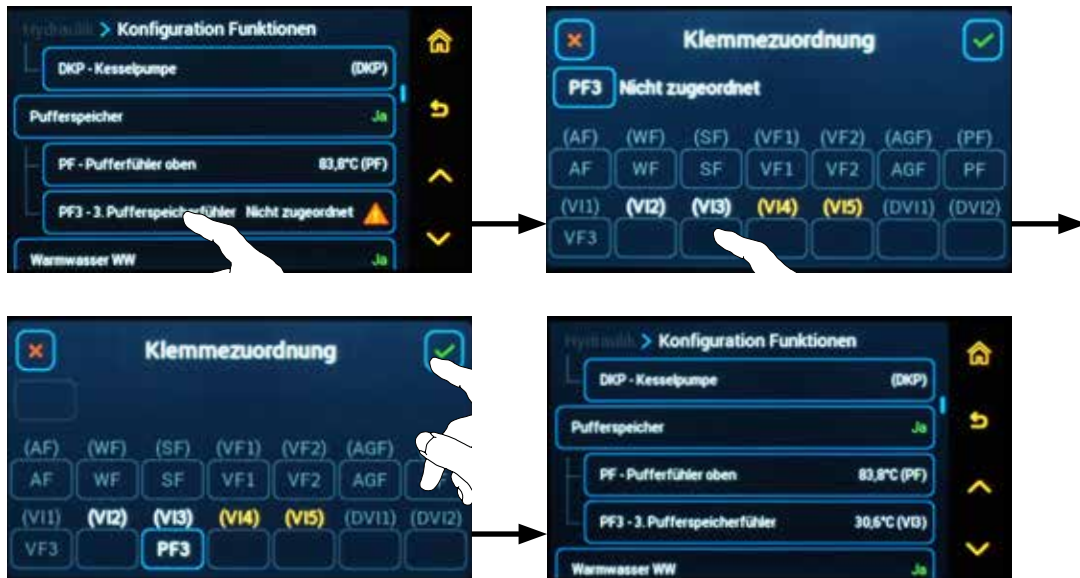 Hydraulik > Konfiguration Funktionen
DKP - Kesselpumpe (DKP)
Pufferspeicher Ja
PF - Pufferfühler oben 83,8°C (PF)
PF3 - 3. Pufferspeicherfühler Nicht zugeordnet
Warmwasser WW Ja
Klemmezuordnung
PF3 Nicht zugeordnet
(AF) (WF) (SF) (VF1) (VF2) (AGF) (PF)
AF WF SF VF1 VF2 AGF PF
(VI1) (VI2) (VI3) (VI4) (VI5) (DVI1) (DVI2)
VF3
Klemmezuordnung
(AF) (WF) (SF) (VF1) (VF2) (AGF)
AF WF SF VF1 VF2 AGF
(VI1) (VI2) (VI3) (VI4) (VI5) (DVI1) (DVI2)
VF3 PF3
Hydraulik > Konfiguration Funktionen
DKP - Kesselpumpe (DKP)
Pufferspeicher Ja
PF - Pufferfühler oben 83,8°C (PF)
PF3 - 3. Pufferspeicherfühler 30,6°C (VI3)
Warmwasser WW Ja